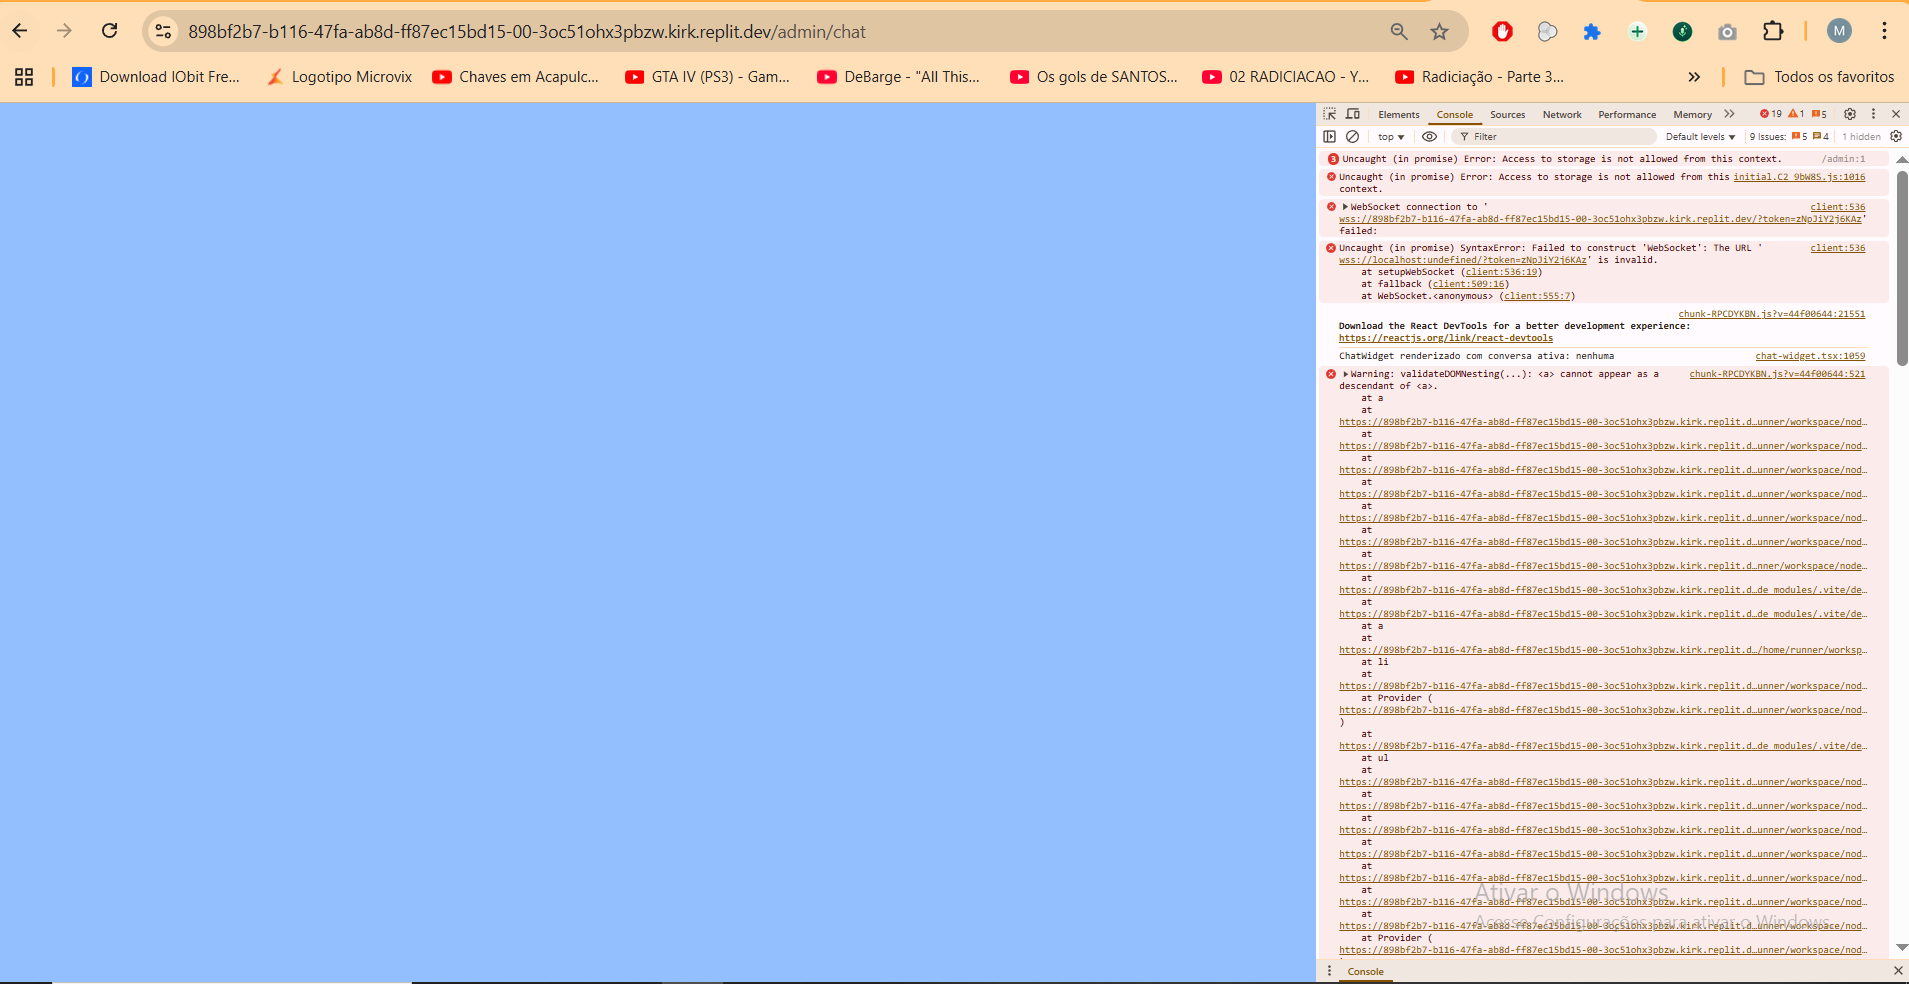 898bf2b7-b116-47fa-ab8d-ff87ec15bd15-00-3oc51ohx3pbzw.kirk.replit.dev/admin/chat
M
Download IObit Fre...
Logotipo Microvix
Chaves em Acapulc...
GTA IV (PS3) - Gam...
DeBarge - "All This...
Os gols de SANTOS...
02 RADICIACAO - Y...
Radiciação - Parte 3...
Todos os favoritos
Elements Console Sources Network Performance Memory 19 1 5
top Filter Default levels 9 Issues: 5 4 1 hidden
3 Uncaught (in promise) Error: Access to storage is not allowed from this context. /admin:1
Uncaught (in promise) Error: Access to storage is not allowed from this initial.C2_9bW8S.js:1016
context.
WebSocket connection to ' client:536
wss://898bf2b7-b116-47fa-ab8d-ff87ec15bd15-00-3oc51ohx3pbzw.kirk.replit.dev/?token=zNpJiY2j6KAz'
failed:
Uncaught (in promise) SyntaxError: Failed to construct 'WebSocket': The URL ' client:536
wss://localhost:undefined/?token=zNpJiY2j6KAz' is invalid.
at setupWebSocket (client:536:19)
at fallback (client:509:16)
at WebSocket.<anonymous> (client:555:7)
chunk-RPCDYKBN.js?v=44f00644:21551
Download the React DevTools for a better development experience:
https://reactjs.org/link/react-devtools
ChatWidget renderizado com conversa ativa: nenhuma chat-widget.tsx:1059
Warning: validateDOMNesting(...): <a> cannot appear as a chunk-RPCDYKBN.js?v=44f00644:521
descendant of <a>.
at a
at
https://898bf2b7-b116-47fa-ab8d-ff87ec15bd15-00-3oc51ohx3pbzw.kirk.replit.d…unner/workspace/nod…
at
https://898bf2b7-b116-47fa-ab8d-ff87ec15bd15-00-3oc51ohx3pbzw.kirk.replit.d…unner/workspace/nod…
at
https://898bf2b7-b116-47fa-ab8d-ff87ec15bd15-00-3oc51ohx3pbzw.kirk.replit.d…unner/workspace/nod…
at
https://898bf2b7-b116-47fa-ab8d-ff87ec15bd15-00-3oc51ohx3pbzw.kirk.replit.d…unner/workspace/nod…
at
https://898bf2b7-b116-47fa-ab8d-ff87ec15bd15-00-3oc51ohx3pbzw.kirk.replit.d…unner/workspace/nod…
at
https://898bf2b7-b116-47fa-ab8d-ff87ec15bd15-00-3oc51ohx3pbzw.kirk.replit.d…unner/workspace/nod…
at
https://898bf2b7-b116-47fa-ab8d-ff87ec15bd15-00-3oc51ohx3pbzw.kirk.replit.d…nner/workspace/node…
at
https://898bf2b7-b116-47fa-ab8d-ff87ec15bd15-00-3oc51ohx3pbzw.kirk.replit.d…de_modules/.vite/de…
at
https://898bf2b7-b116-47fa-ab8d-ff87ec15bd15-00-3oc51ohx3pbzw.kirk.replit.d…de_modules/.vite/de…
at a
at
https://898bf2b7-b116-47fa-ab8d-ff87ec15bd15-00-3oc51ohx3pbzw.kirk.replit.d…/home/runner/worksp…
at li
at
https://898bf2b7-b116-47fa-ab8d-ff87ec15bd15-00-3oc51ohx3pbzw.kirk.replit.d…unner/workspace/nod…
at Provider (
https://898bf2b7-b116-47fa-ab8d-ff87ec15bd15-00-3oc51ohx3pbzw.kirk.replit.d…unner/workspace/nod…
)
at
https://898bf2b7-b116-47fa-ab8d-ff87ec15bd15-00-3oc51ohx3pbzw.kirk.replit.d…de_modules/.vite/de…
at ul
at
https://898bf2b7-b116-47fa-ab8d-ff87ec15bd15-00-3oc51ohx3pbzw.kirk.replit.d…unner/workspace/nod…
at
https://898bf2b7-b116-47fa-ab8d-ff87ec15bd15-00-3oc51ohx3pbzw.kirk.replit.d…unner/workspace/nod…
at
https://898bf2b7-b116-47fa-ab8d-ff87ec15bd15-00-3oc51ohx3pbzw.kirk.replit.d…unner/workspace/nod…
at
https://898bf2b7-b116-47fa-ab8d-ff87ec15bd15-00-3oc51ohx3pbzw.kirk.replit.d…unner/workspace/nod…
at
https://898bf2b7-b116-47fa-ab8d-ff87ec15bd15-00-3oc51ohx3pbzw.kirk.replit.d…unner/workspace/nod…
at
https://898bf2b7-b116-47fa-ab8d-ff87ec15bd15-00-3oc51ohx3pbzw.kirk.replit.d…unner/workspace/nod…
at
https://898bf2b7-b116-47fa-ab8d-ff87ec15bd15-00-3oc51ohx3pbzw.kirk.replit.d…unner/workspace/nod…
at Provider (
https://898bf2b7-b116-47fa-ab8d-ff87ec15bd15-00-3oc51ohx3pbzw.kirk.replit.d…unner/workspace/nod…
Ativar o Windows
Acesse Configurações para ativar o Windows.
Console